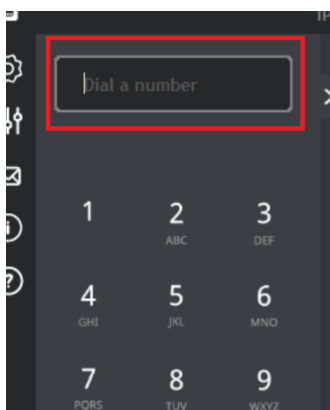 IP
Dial a number
1 2 3
ABC DEF
4 5 6
GHI JKL MNO
7 8 9
PQRS TUV WXYZ